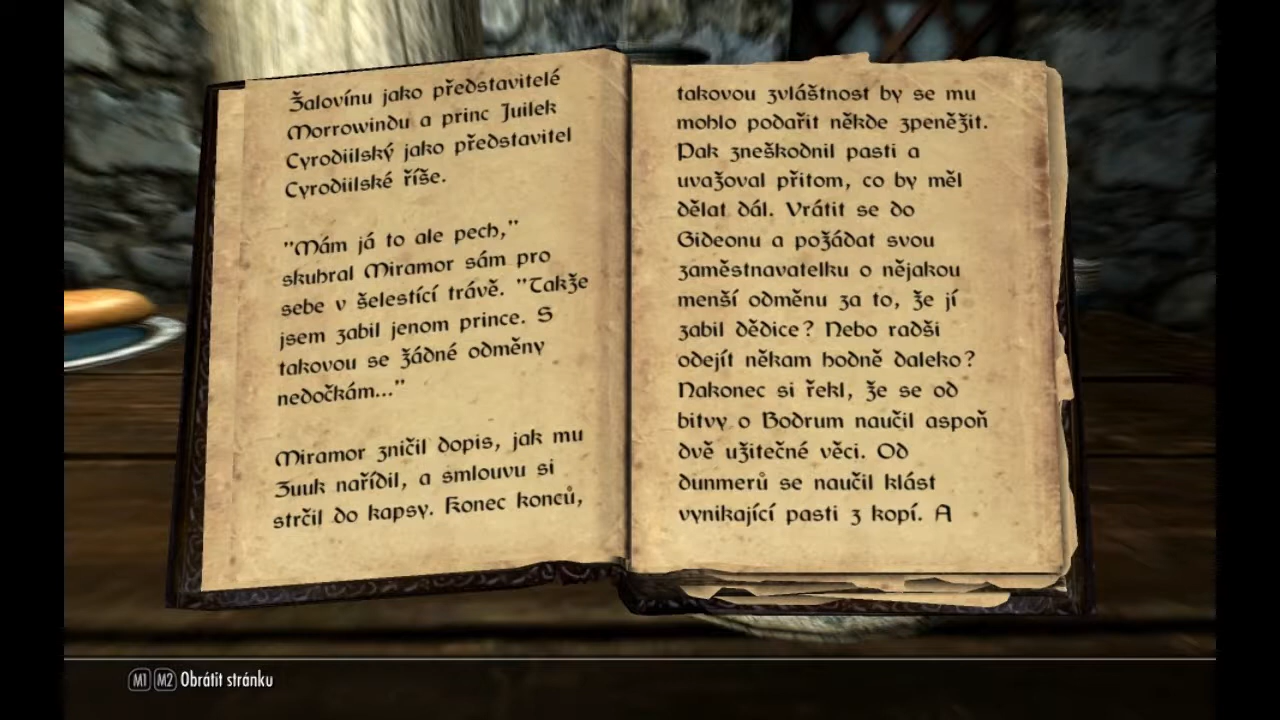 Žalovínu jako představitelé
Morrowindu a princ Juilek
Cyrodiilský jako představitel
Cyrodiilské říše.
"Mám já to ale pech,"
skuhral Miramor sám pro
sebe v šelestící trávě. "Takže
jsem zabil jenom prince. S
takovou se žádné odměny
nedočkám..."
Miramor zničil dopis, jak mu
Zuuk nařídil, a smlouvu si
strčil do kapsy. Konec konců,
takovou zvláštnost by se mu
mohlo podařit někde zpeněžit.
Pak zneškodnil pasti a
uvažoval přitom, co by měl
dělat dál. Vrátit se do
Gideonu a požádat svou
zaměstnavatelku o nějakou
menší odměnu za to, že jí
zabil dědice? Nebo radši
odejít někam hodně daleko?
Nakonec si řekl, že se od
bitvy o Bodrum naučil aspoň
dvě užitečné věci. Od
dunmerů se naučil klást
vynikající pasti z kopí. A
M1 M2 Obrátit stránku